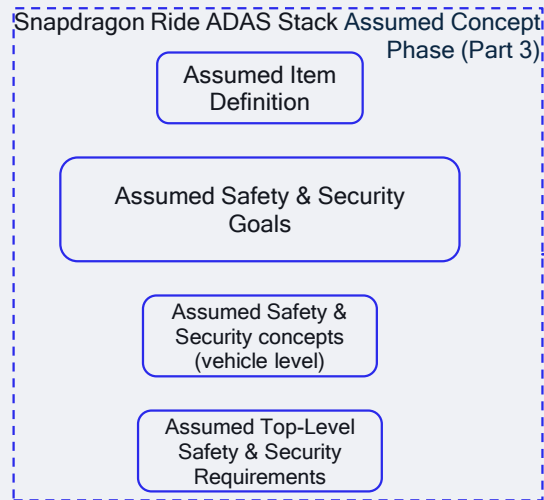 Snapdragon Ride ADAS Stack Assumed Concept
Phase (Part 3)
Assumed Item
Definition
Assumed Safety & Security
Goals
Assumed Safety &
Security concepts
(vehicle level)
Assumed Top-Level
Safety & Security
Requirements